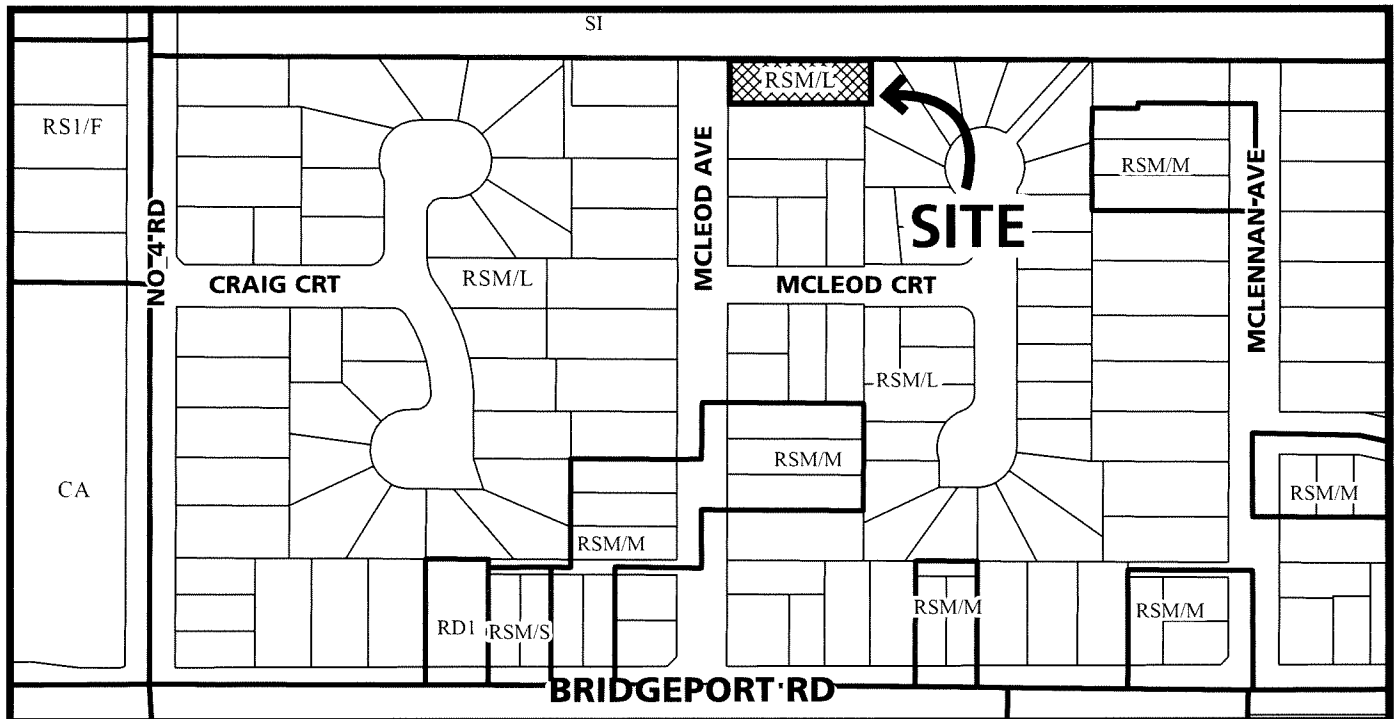 SI
RSM/L
RS1/F
MCLEOD AVE
RSM/M
MCLENNAN AVE
NO 4 RD
SITE
CRAIG CRT
RSM/L
MCLEOD CRT
RSM/L
RSM/M
CA
RSM/M
RSM/M
RSM/M
RSM/M
RD1
RSM/S
BRIDGEPORT RD